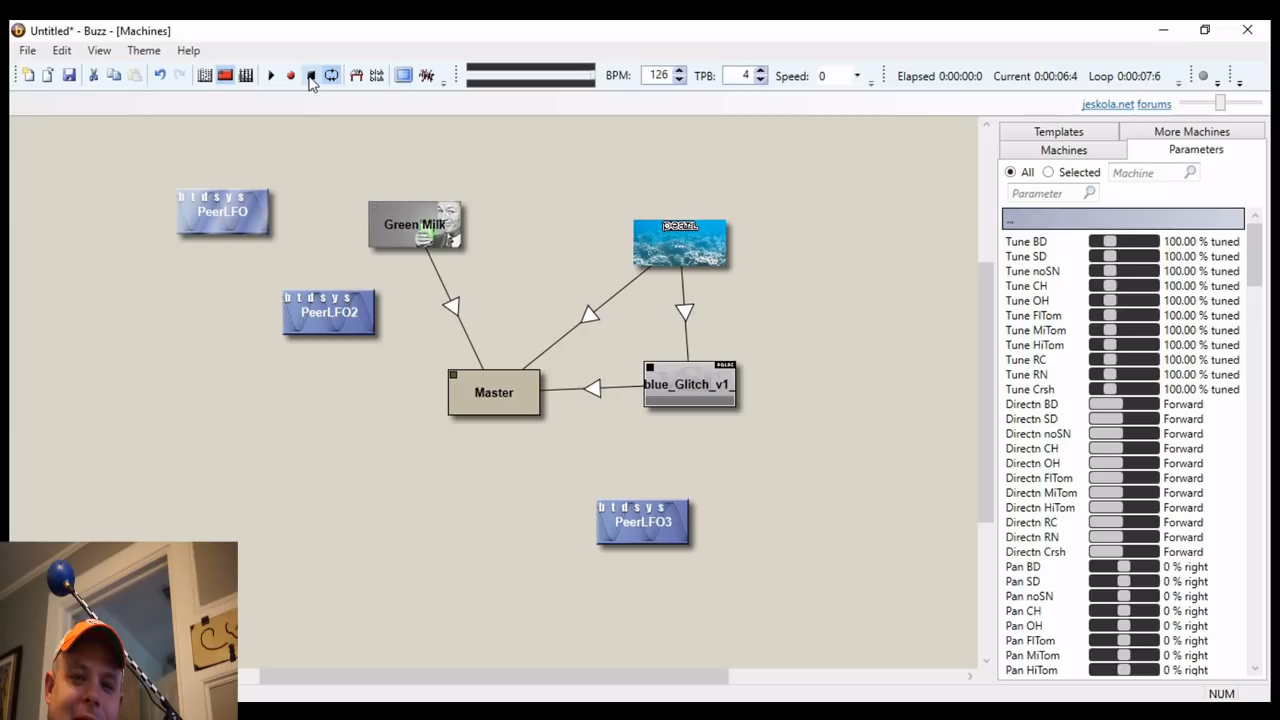 Untitled* - Buzz - [Machines]
File Edit View Theme Help
blah blah BPM: 126 TPB: 4 Speed: 0 Elapsed 0:00:00:0 Current 0:00:06:4 Loop 0:00:07:6
jeskola.net forums
Templates More Machines
Machines Parameters
All Selected Machine
Parameter
...
Tune BD 100.00 % tuned
Tune SD 100.00 % tuned
Tune noSN 100.00 % tuned
Tune CH 100.00 % tuned
Tune OH 100.00 % tuned
Tune FlTom 100.00 % tuned
Tune MiTom 100.00 % tuned
Tune HiTom 100.00 % tuned
Tune RC 100.00 % tuned
Tune RN 100.00 % tuned
Tune Crsh 100.00 % tuned
Directn BD Forward
Directn SD Forward
Directn noSN Forward
Directn CH Forward
Directn OH Forward
Directn FlTom Forward
Directn MiTom Forward
Directn HiTom Forward
Directn RC Forward
Directn RN Forward
Directn Crsh Forward
Pan BD 0 % right
Pan SD 0 % right
Pan noSN 0 % right
Pan CH 0 % right
Pan OH 0 % right
Pan FlTom 0 % right
Pan MiTom 0 % right
Pan HiTom 0 % right
btdsys
PeerLFO
Green Milk
pearl
btdsys
PeerLFO2
Master
blue_Glitch_v1_
btdsys
PeerLFO3
NUM